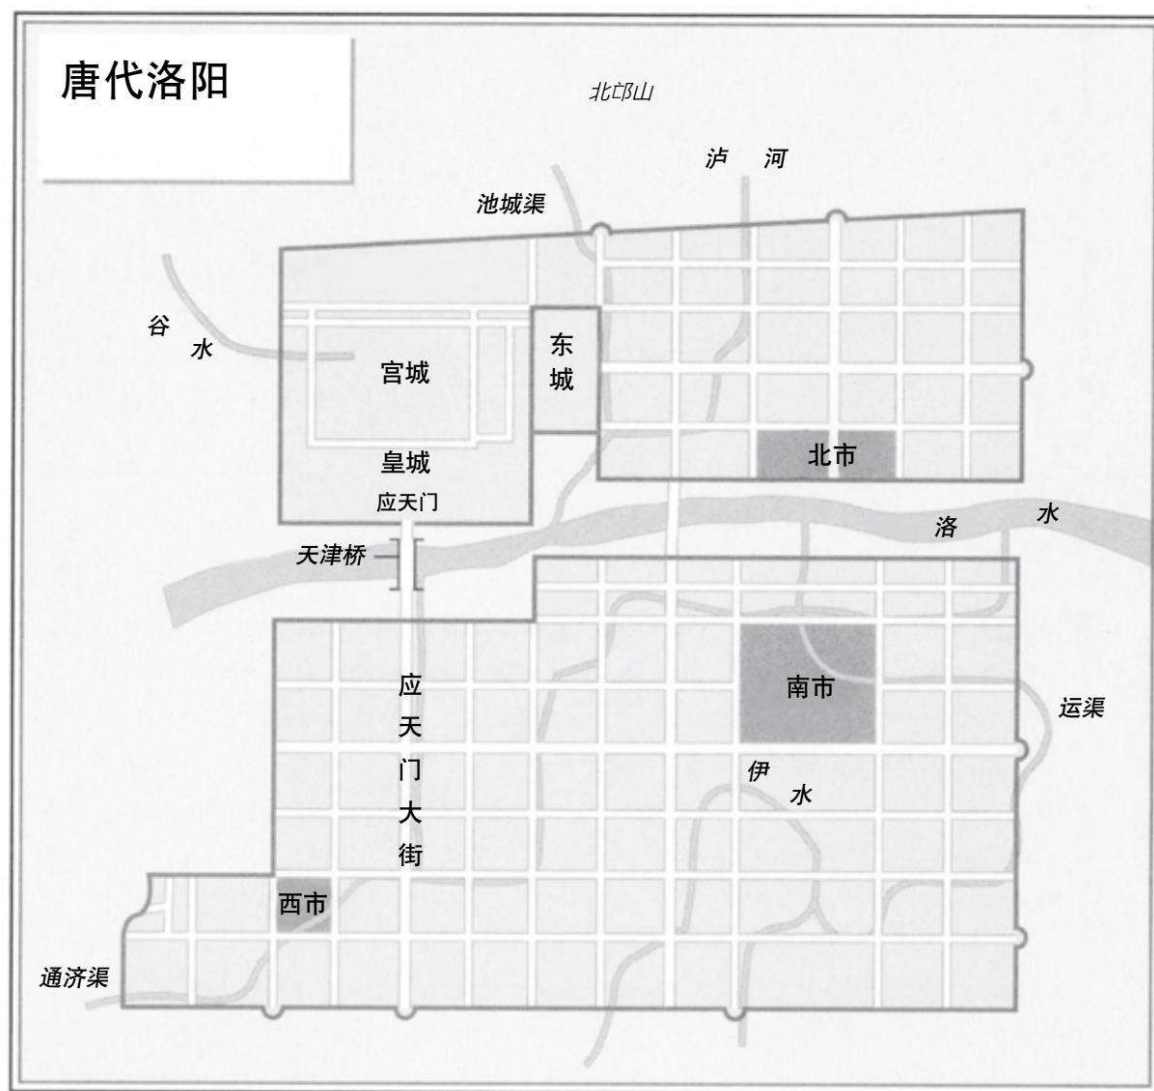 唐代洛阳
北邙山
泸河
池城渠
谷水
东城
宫城
北市
皇城
应天门
洛水
天津桥
应天门大街
南市
运渠
伊水
西市
通济渠